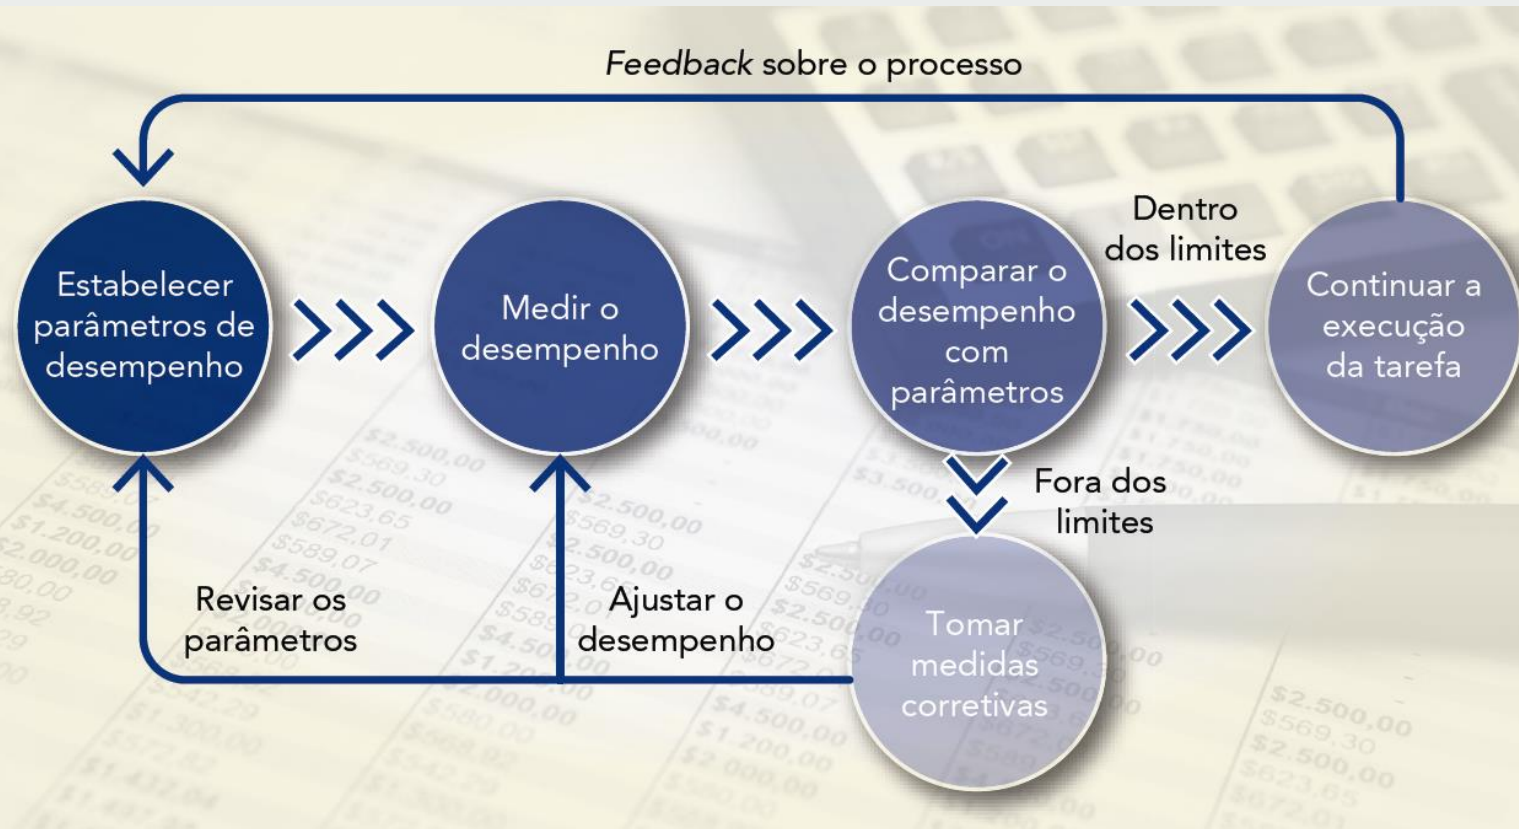 Feedback sobre o processo
Estabelecer
parâmetros de
desempenho
Medir o
desempenho
Comparar o
desempenho
com
parâmetros
Dentro
dos limites
Continuar a
execução
da tarefa
Fora dos
limites
Tomar
medidas
corretivas
Ajustar o
desempenho
Revisar os
parâmetros